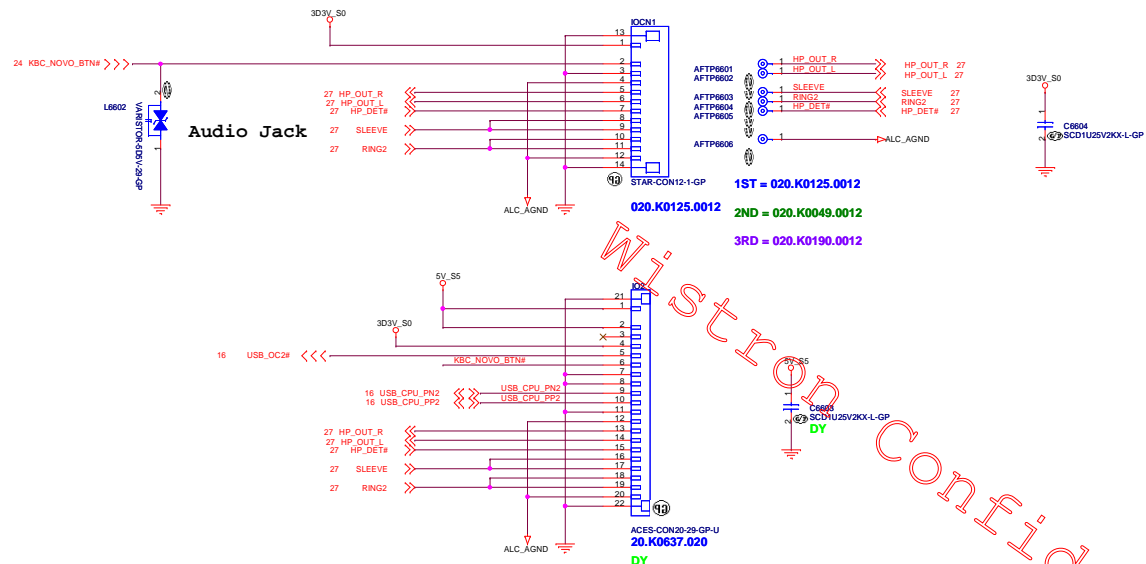 3D3V_S0
24 KBC_NOVO_BTN#
L6602
VARISTOR-6D5V-29-GP
2
1
Audio Jack
IOCN1
13
1
2
3
4
5
6
7
8
9
10
11
12
14
27 HP_OUT_R
27 HP_OUT_L
27 HP_DET#
27 SLEEVE
27 RING2
ALC_AGND
STAR-CON12-1-GP
020.K0125.0012
AFTP6601 1 HP_OUT_R HP_OUT_R 27
AFTP6602 1 HP_OUT_L HP_OUT_L 27
AFTP6603 1 SLEEVE SLEEVE 27
AFTP6604 1 RING2 RING2 27
AFTP6605 1 HP_DET# HP_DET# 27
AFTP6606 1 ALC_AGND
1ST = 020.K0125.0012
2ND = 020.K0049.0012
3RD = 020.K0190.0012
3D3V_S0
1
2
C6604
SCD1U25V2KX-L-GP
Wistron Confid
5V_S5
3D3V_S0
IO2
21
1
2
3
4
5
6
7
8
9
10
11
12
13
14
15
16
17
18
19
20
22
16 USB_OC2#
KBC_NOVO_BTN#
16 USB_CPU_PN2 USB_CPU_PN2
16 USB_CPU_PP2 USB_CPU_PP2
27 HP_OUT_R
27 HP_OUT_L
27 HP_DET#
27 SLEEVE
27 RING2
ALC_AGND
ACES-CON20-29-GP-U
20.K0637.020
DY
5V_S5
1
2
C6603
SCD1U25V2KX-L-GP
DY